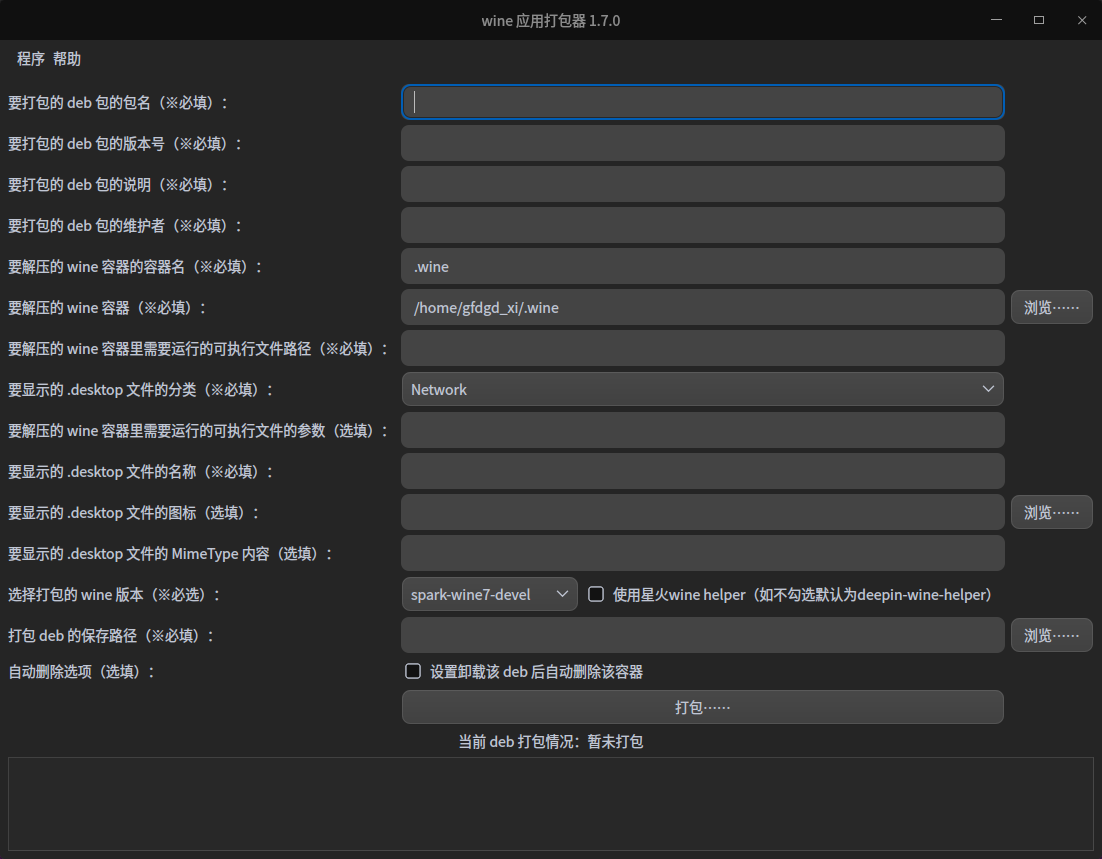 wine 应用打包器 1.7.0
程序 帮助
要打包的 deb 包的包名（※必填）：
要打包的 deb 包的版本号（※必填）：
要打包的 deb 包的说明（※必填）：
要打包的 deb 包的维护者（※必填）：
要解压的 wine 容器的容器名（※必填）： .wine
要解压的 wine 容器（※必填）： /home/gfdgd_xi/.wine 浏览……
要解压的 wine 容器里需要运行的可执行文件路径（※必填）：
要显示的 .desktop 文件的分类（※必填）： Network
要解压的 wine 容器里需要运行的可执行文件的参数（选填）：
要显示的 .desktop 文件的名称（※必填）：
要显示的 .desktop 文件的图标（选填）： 浏览……
要显示的 .desktop 文件的 MimeType 内容（选填）：
选择打包的 wine 版本（※必选）： spark-wine7-devel 使用星火wine helper（如不勾选默认为deepin-wine-helper）
打包 deb 的保存路径（※必填）： 浏览……
自动删除选项（选填）： 设置卸载该 deb 后自动删除该容器
打包……
当前 deb 打包情况：暂未打包